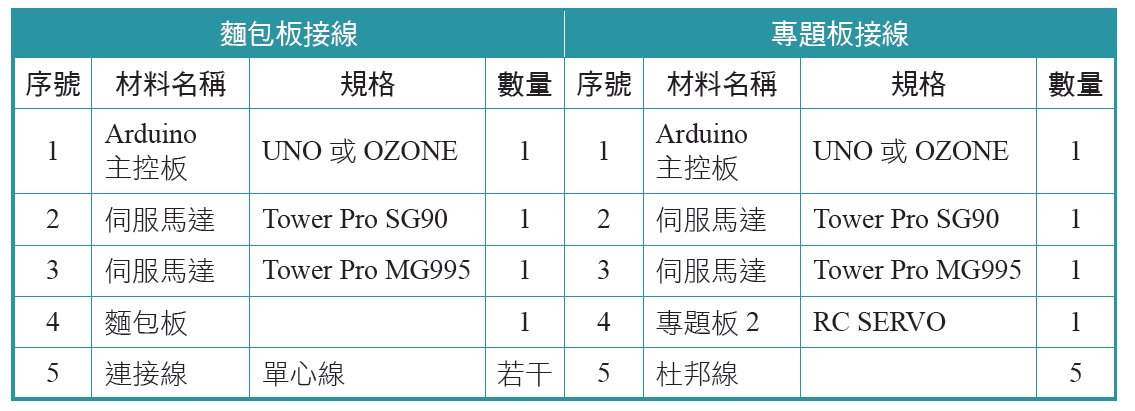 麵包板接線 專題板接線
序號 材料名稱 規格 數量 序號 材料名稱 規格 數量
1 Arduino 主控板 UNO 或 OZONE 1 1 Arduino 主控板 UNO 或 OZONE 1
2 伺服馬達 Tower Pro SG90 1 2 伺服馬達 Tower Pro SG90 1
3 伺服馬達 Tower Pro MG995 1 3 伺服馬達 Tower Pro MG995 1
4 麵包板 1 4 專題板 2 RC SERVO 1
5 連接線 單心線 若干 5 杜邦線 5